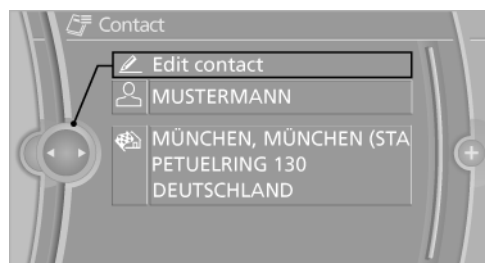 Contact
Edit contact
MUSTERMANN
MÜNCHEN, MÜNCHEN (STA
PETUELRING 130
DEUTSCHLAND